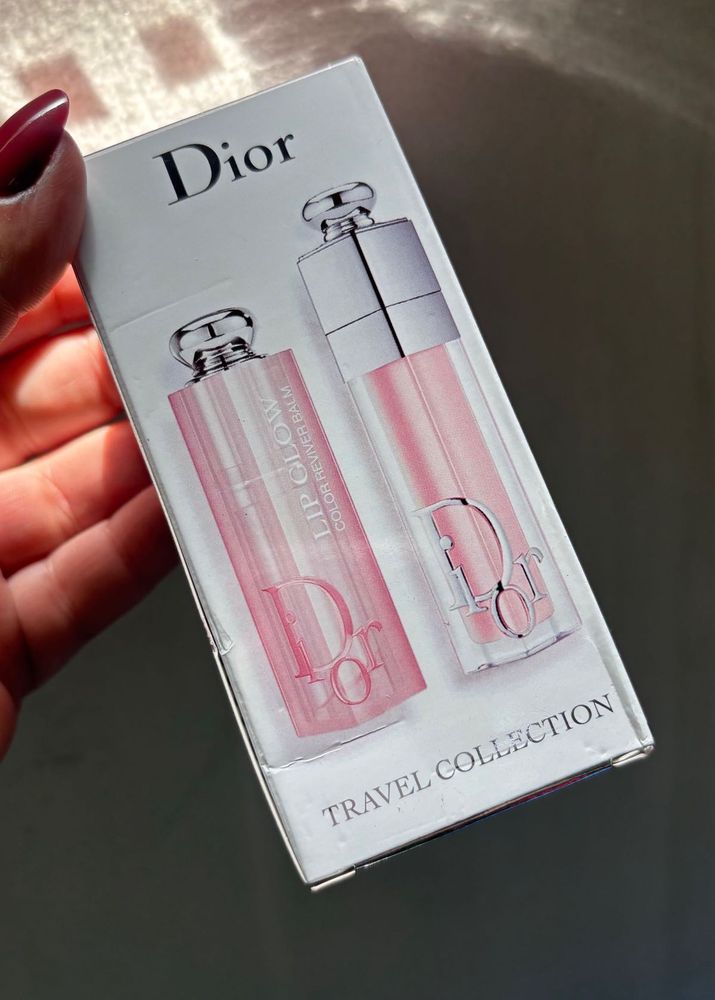 Dior
LIP GLOW
COLOR REVIVER BALM
Dior
Dior
TRAVEL COLLECTION